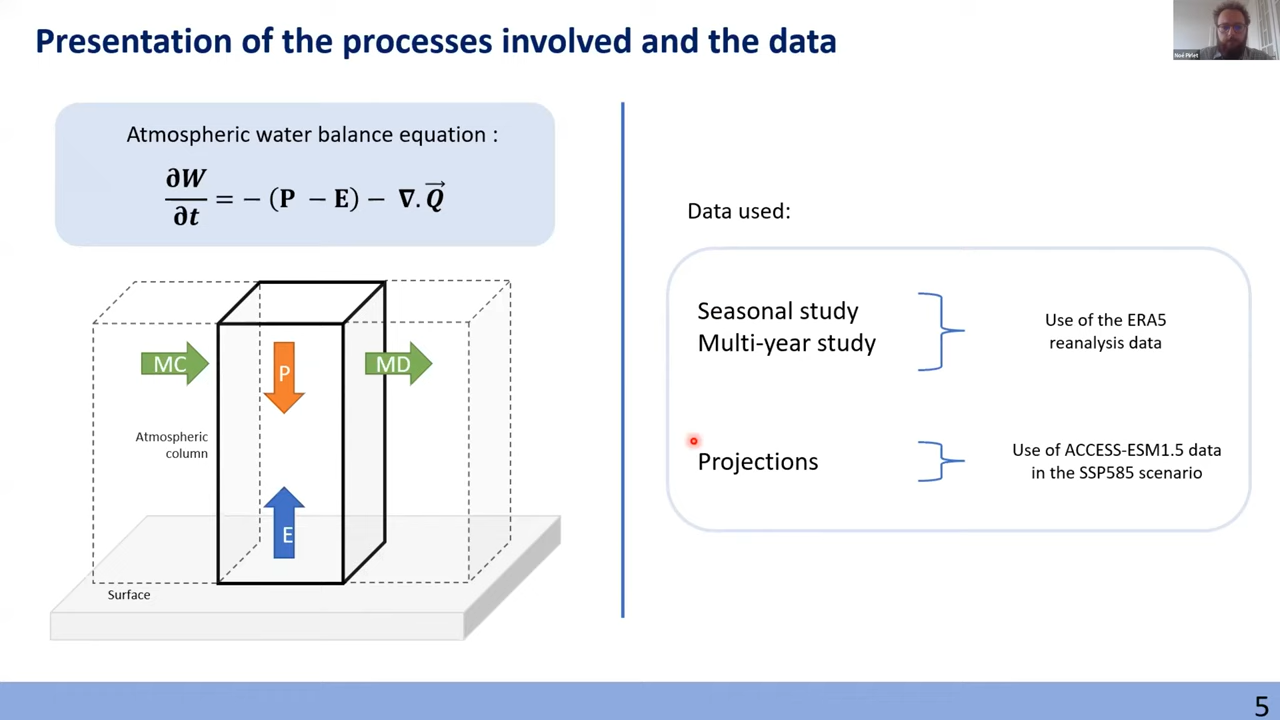 Presentation of the processes involved and the data
Noé Pirlet
Atmospheric water balance equation :
∂W/∂t = − (P − E) − ∇. Q⃗
MC
P
MD
Atmospheric
column
E
Surface
Data used:
Seasonal study
Multi-year study
Use of the ERA5
reanalysis data
Projections
Use of ACCESS-ESM1.5 data
in the SSP585 scenario
5